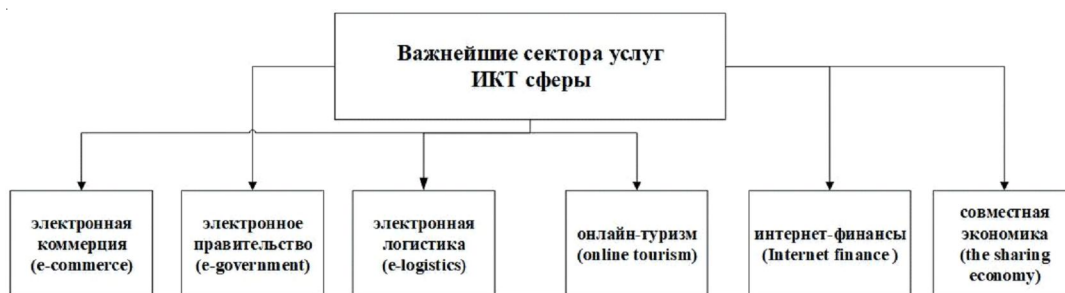 Важнейшие сектора услуг
ИКТ сферы
электронная
коммерция
(e-commerce)
электронное
правительство
(e-government)
электронная
логистика
(e-logistics)
онлайн-туризм
(online tourism)
интернет-финансы
(Internet finance )
совместная
экономика
(the sharing
economy)